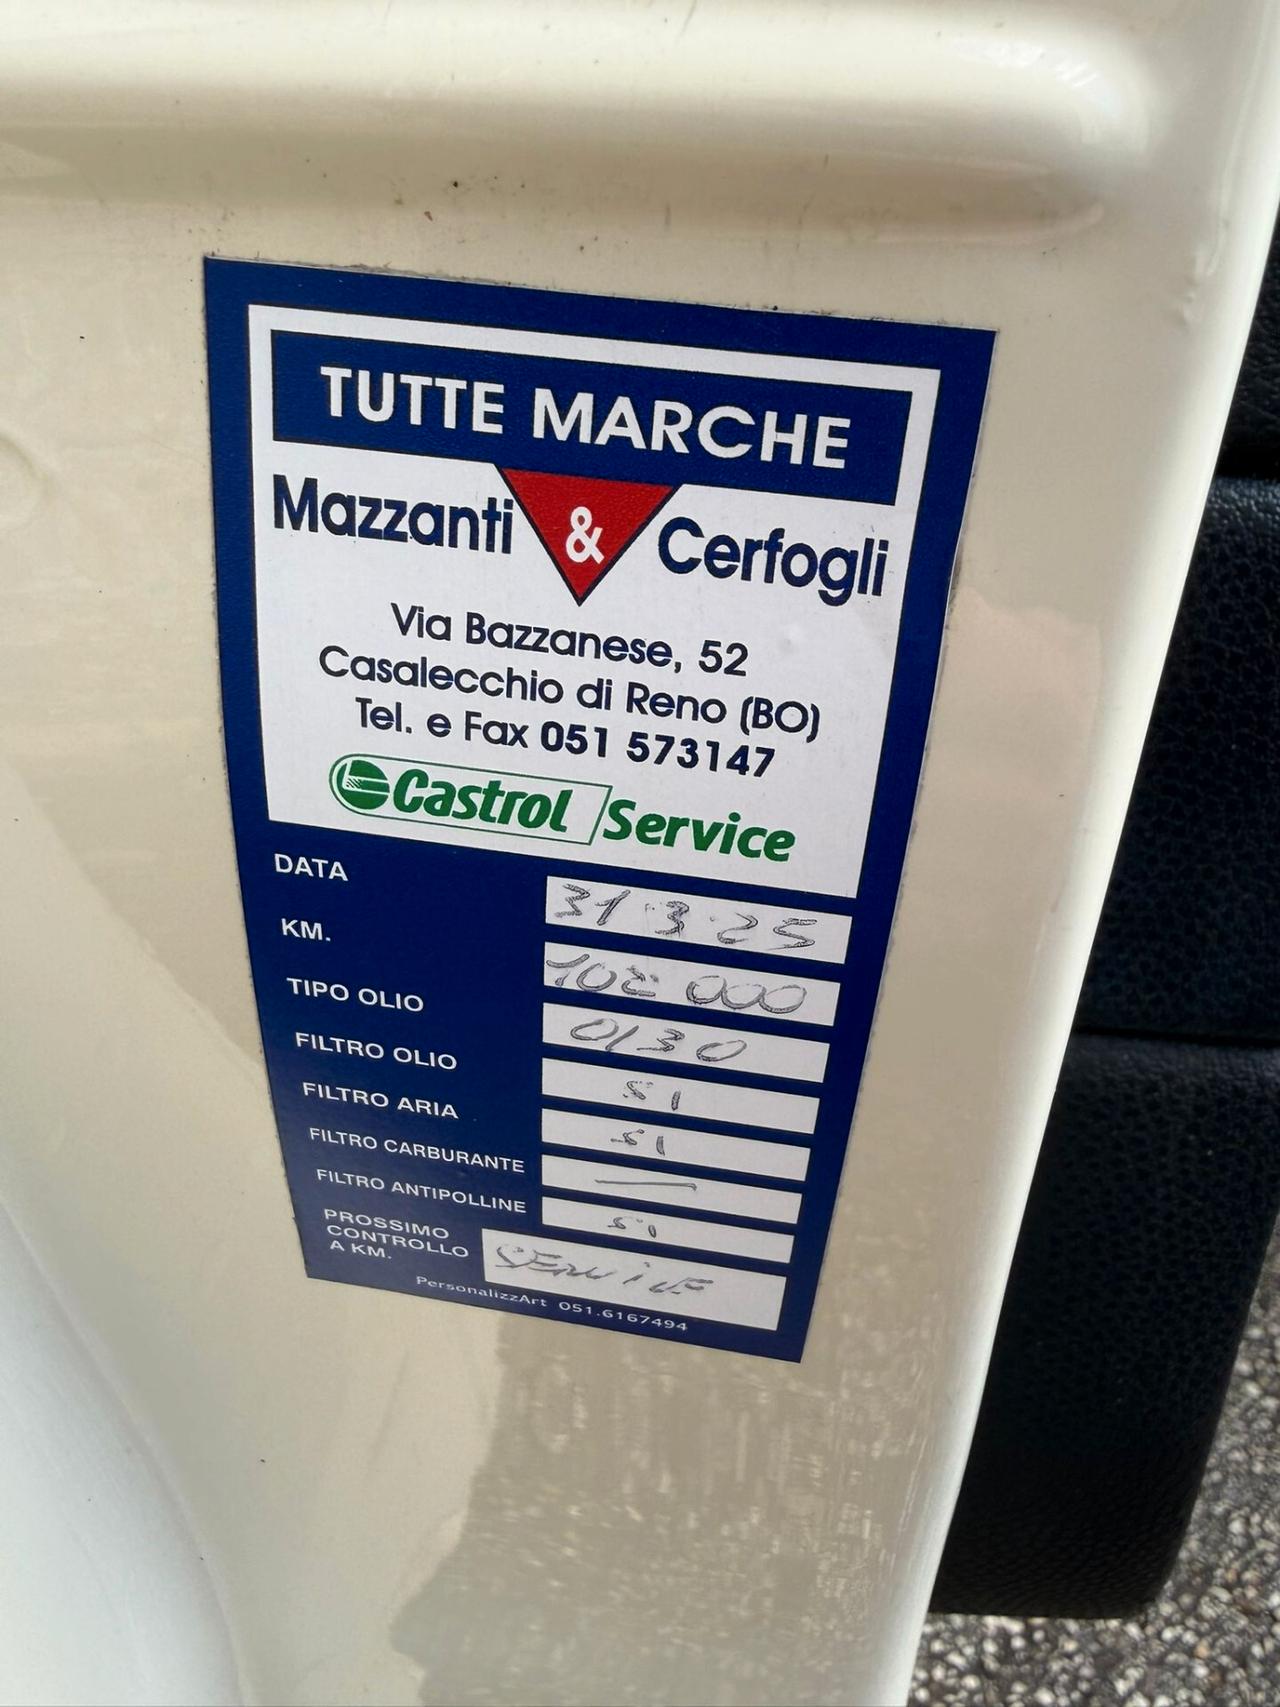 TUTTE MARCHE
Mazzanti & Cerfogli
Via Bazzanese, 52
Casalecchio di Reno (BO)
Tel. e Fax 051 573147
Castrol Service
DATA 31 3 25
KM. 102 000
TIPO OLIO 0/30
FILTRO OLIO SI
FILTRO ARIA SI
FILTRO CARBURANTE —
FILTRO ANTIPOLLINE SI
PROSSIMO
CONTROLLO
A KM. SERVICE
PersonalizzArt 051.6167494